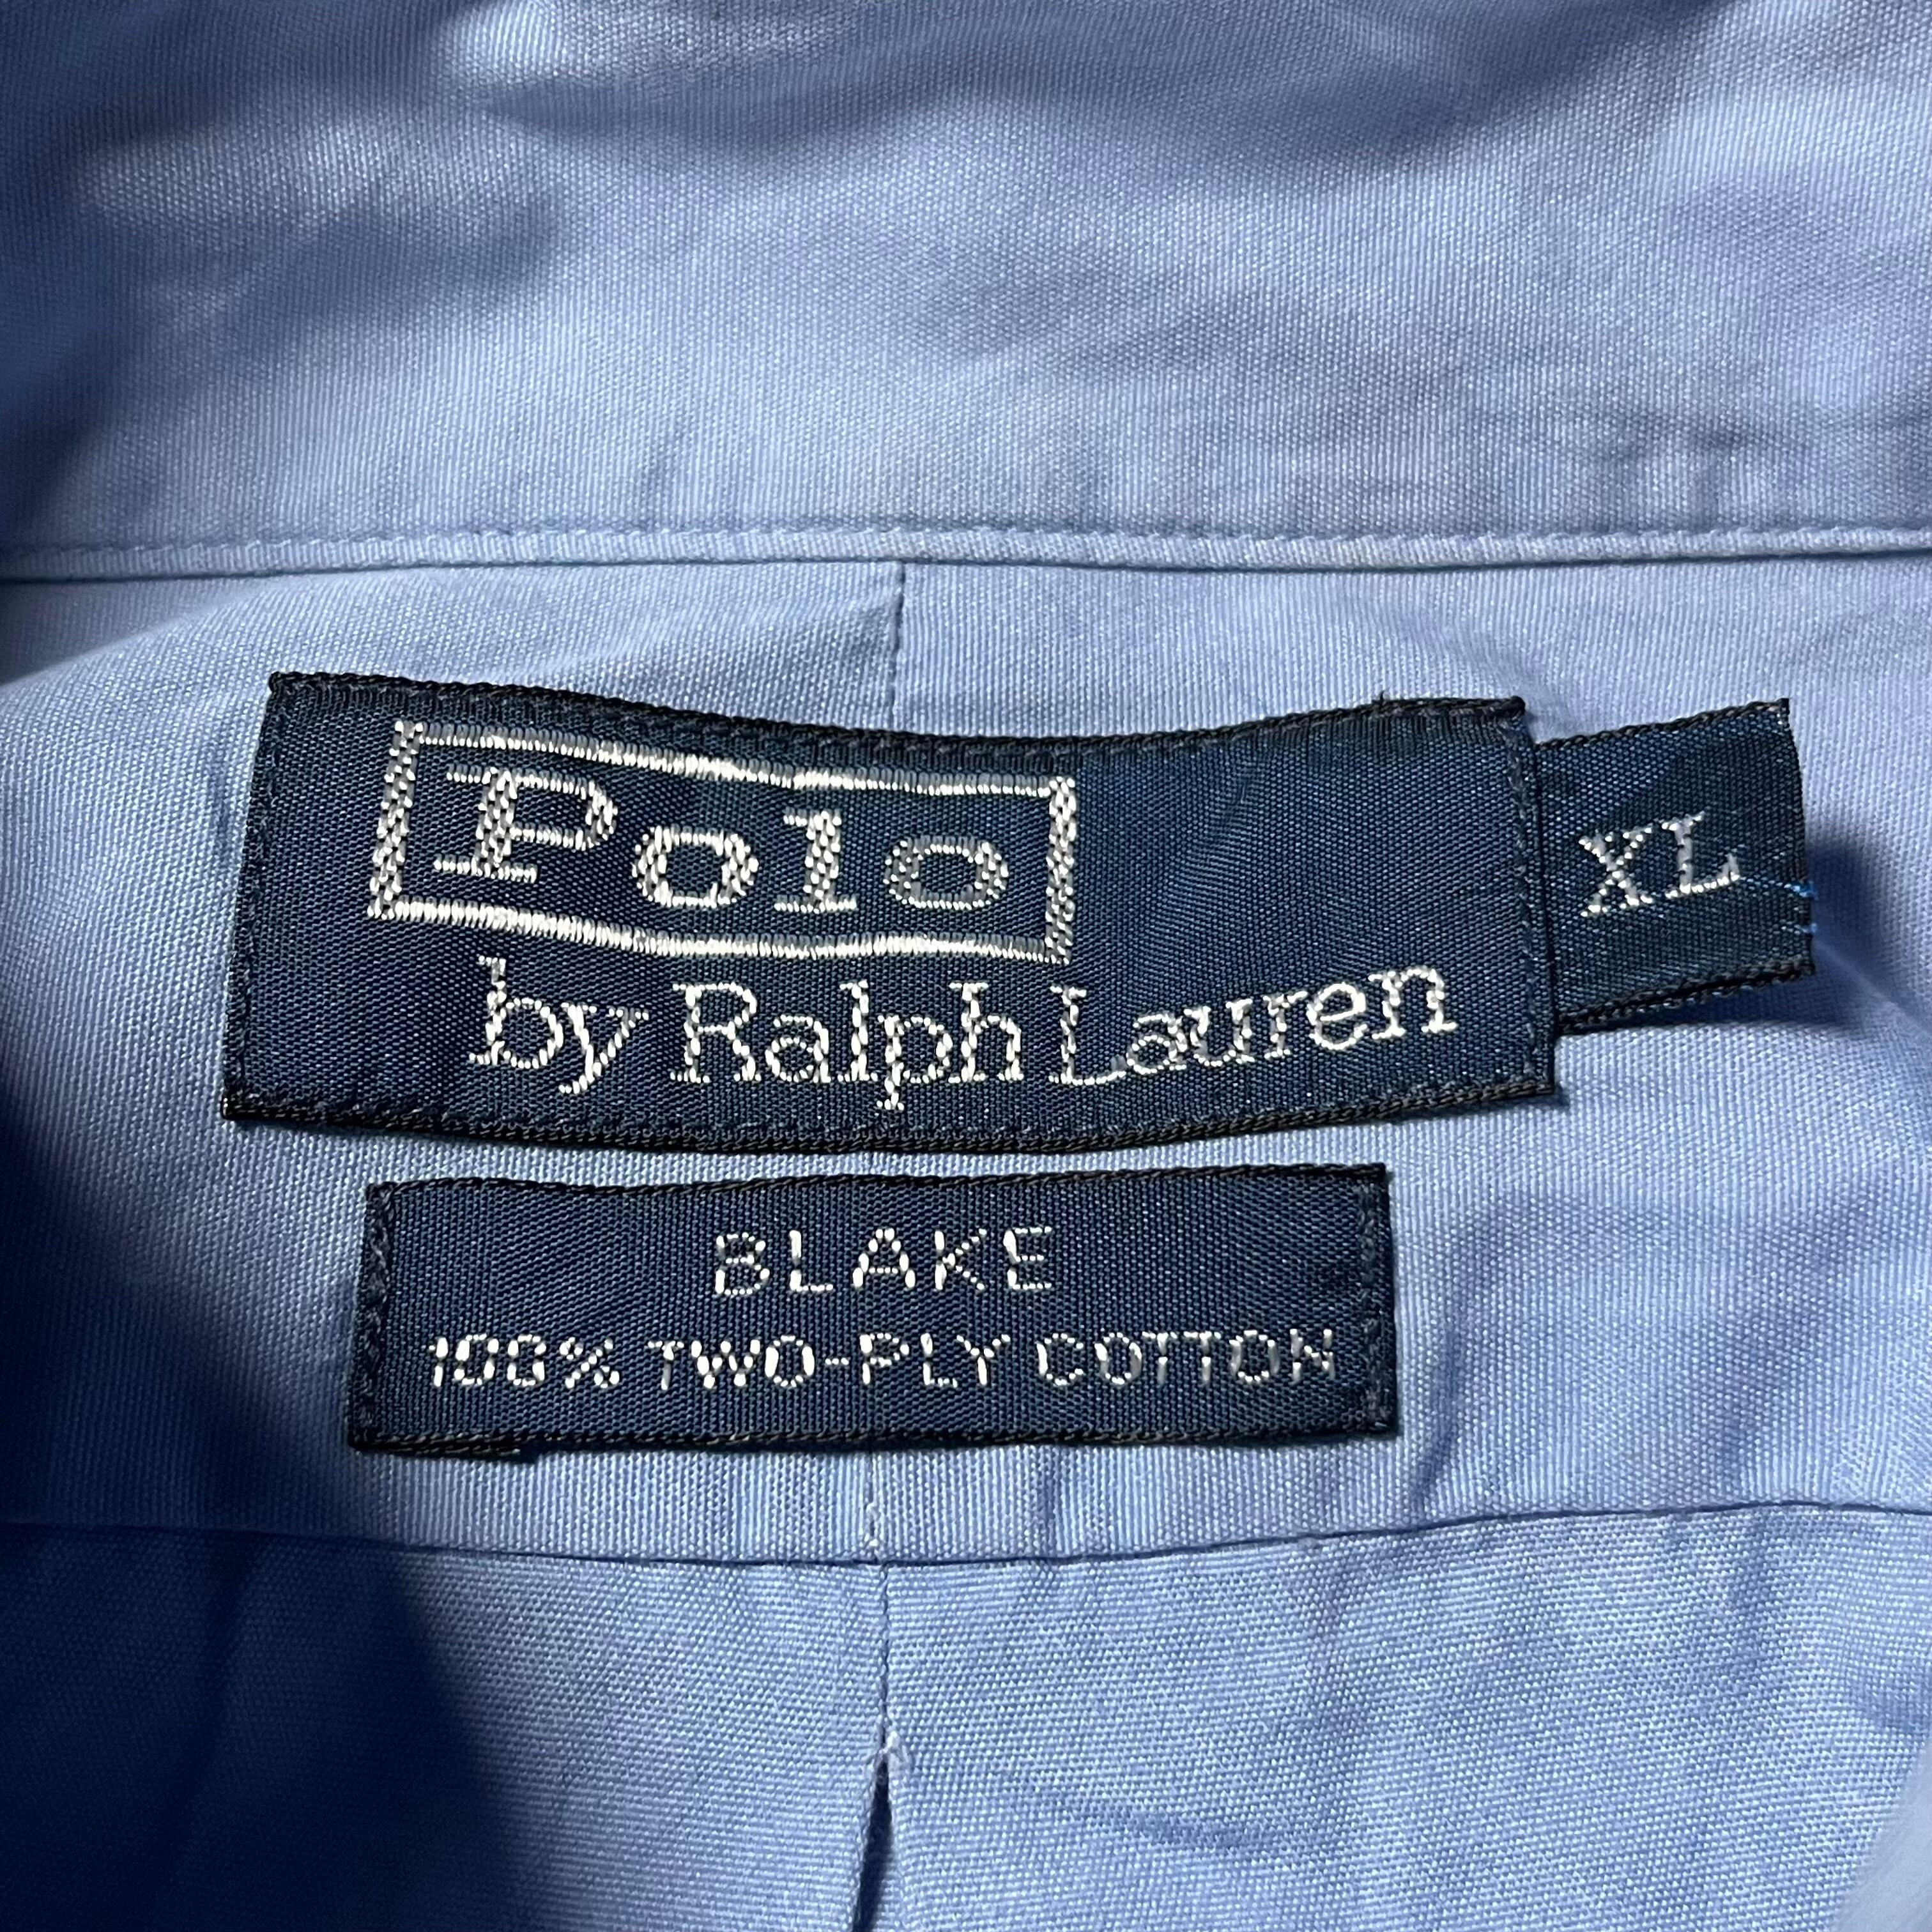 Polo
by Ralph Lauren
XL
BLAKE
100% TWO-PLY COTTON